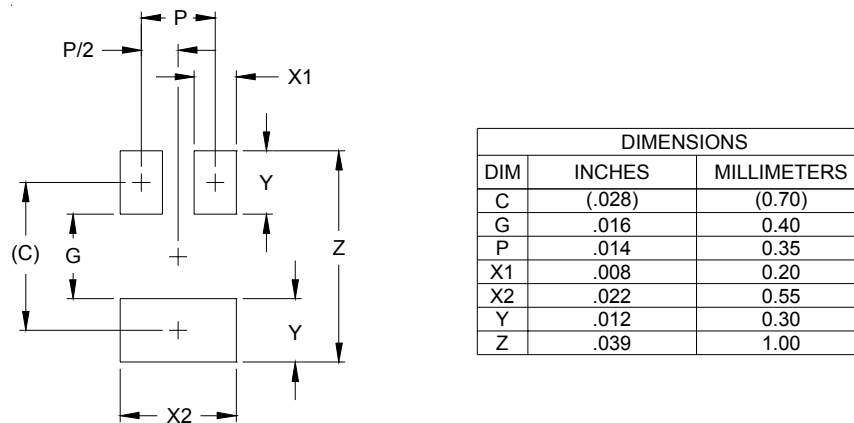 P
P/2
X1
Y
(C)
G
Z
Y
X2
DIMENSIONS
DIM INCHES MILLIMETERS
C (.028) (0.70)
G .016 0.40
P .014 0.35
X1 .008 0.20
X2 .022 0.55
Y .012 0.30
Z .039 1.00